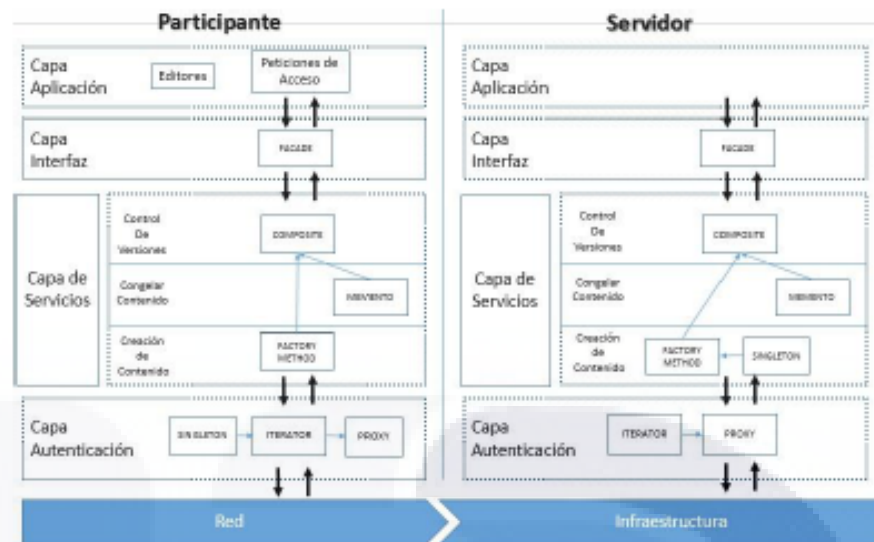 Participante
Servidor
Capa
Aplicación
Editores
Peticiones de
Acceso
Capa
Interfaz
FACADE
Capa de
Servicios
Control
De
Versiones
COMPOSITE
Congelar
Contenido
MEMENTO
Creación
de
Contenido
FACTORY
METHOD
Capa
Autenticación
SINGLETON
ITERATOR
PROXY
Capa
Aplicación
Capa
Interfaz
FACADE
Capa de
Servicios
Control
De
Versiones
COMPOSITE
Congelar
Contenido
MEMENTO
Creación
de
Contenido
FACTORY
METHOD
SINGLETON
Capa
Autenticación
ITERATOR
PROXY
Red
Infraestructura